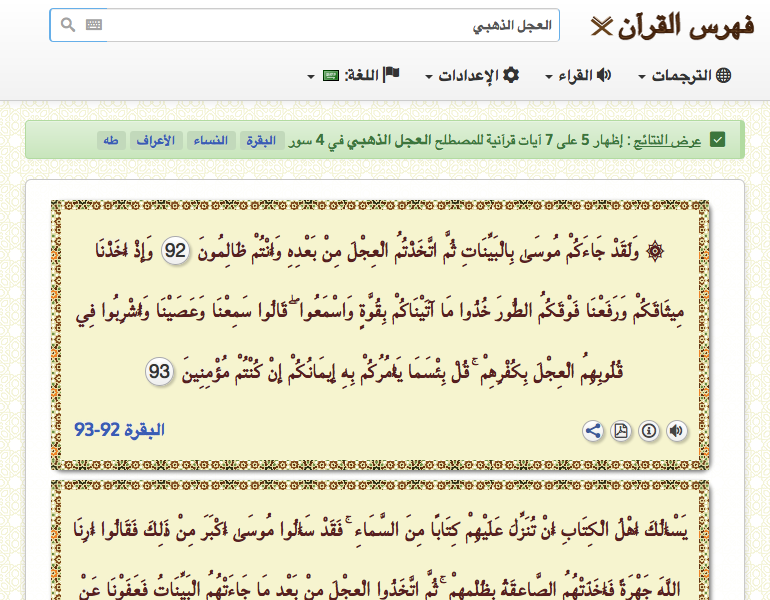 فهرس القرآن
العجل الذهبي
الترجمات القراء الإعدادات اللغة:
عرض النتائج : إظهار 5 على 7 آيات قرآنية للمصطلح العجل الذهبي في 4 سور البقرة النساء الأعراف طه
۞ وَلَقَدْ جَاءَكُمْ مُوسَىٰ بِالْبَيِّنَاتِ ثُمَّ اتَّخَذْتُمُ الْعِجْلَ مِنْ بَعْدِهِ وَأَنْتُمْ ظَالِمُونَ 92 وَإِذْ أَخَذْنَا
مِيثَاقَكُمْ وَرَفَعْنَا فَوْقَكُمُ الطُّورَ خُذُوا مَا آتَيْنَاكُمْ بِقُوَّةٍ وَاسْمَعُوا ۖ قَالُوا سَمِعْنَا وَعَصَيْنَا وَأُشْرِبُوا فِي
قُلُوبِهِمُ الْعِجْلَ بِكُفْرِهِمْ ۚ قُلْ بِئْسَمَا يَأْمُرُكُمْ بِهِ إِيمَانُكُمْ إِنْ كُنْتُمْ مُؤْمِنِينَ 93
البقرة 92-93
يَسْأَلُكَ أَهْلُ الْكِتَابِ أَنْ تُنَزِّلَ عَلَيْهِمْ كِتَابًا مِنَ السَّمَاءِ ۚ فَقَدْ سَأَلُوا مُوسَىٰ أَكْبَرَ مِنْ ذَٰلِكَ فَقَالُوا أَرِنَا
اللَّهَ جَهْرَةً فَأَخَذَتْهُمُ الصَّاعِقَةُ بِظُلْمِهِمْ ۚ ثُمَّ اتَّخَذُوا الْعِجْلَ مِنْ بَعْدِ مَا جَاءَتْهُمُ الْبَيِّنَاتُ فَعَفَوْنَا عَنْ